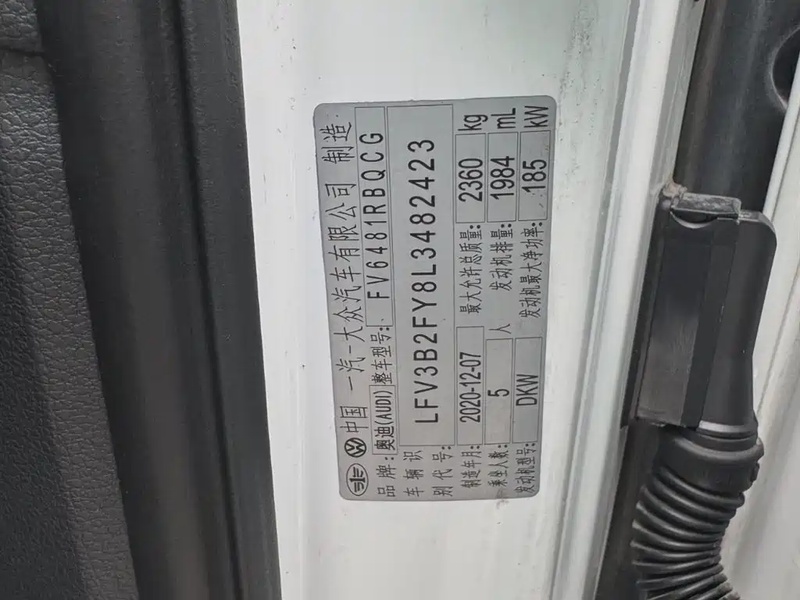 中国 一汽-大众汽车有限公司 制造
品牌: 奥迪(AUDI) 整车型号: FV6481RBQCG
车辆识别代号: LFV3B2FY8L3482423
制造年月: 2020-12-07 最大允许总质量: 2360 kg
乘坐人数: 5 人 发动机排量: 1984 mL
发动机型号: DKW 发动机最大净功率: 185 kW